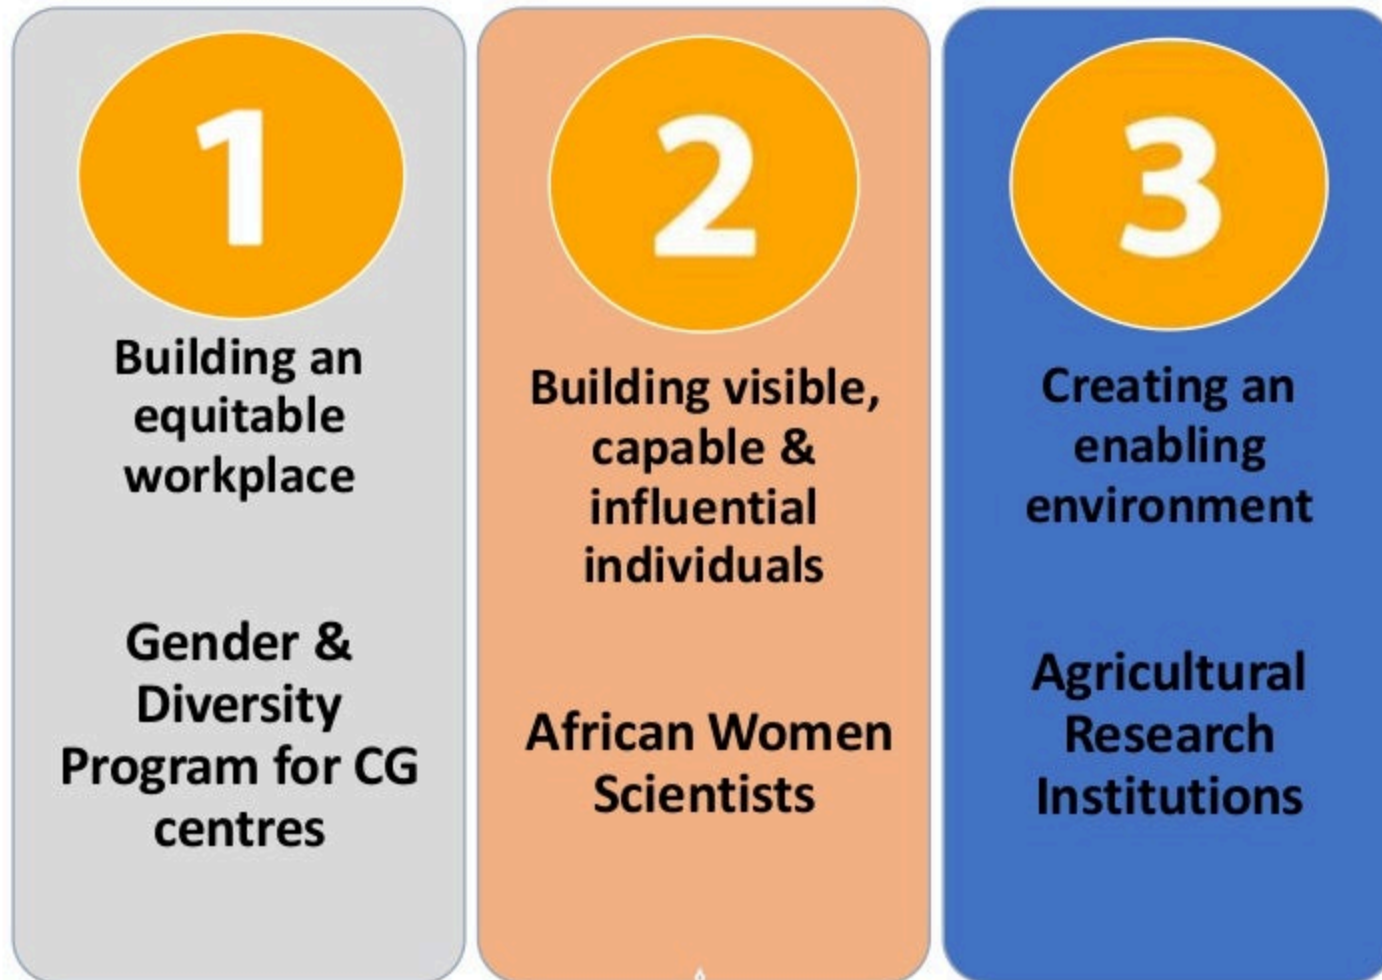 1
Building an
equitable
workplace
Gender &
Diversity
Program for CG
centres
2
Building visible,
capable &
influential
individuals
African Women
Scientists
3
Creating an
enabling
environment
Agricultural
Research
Institutions